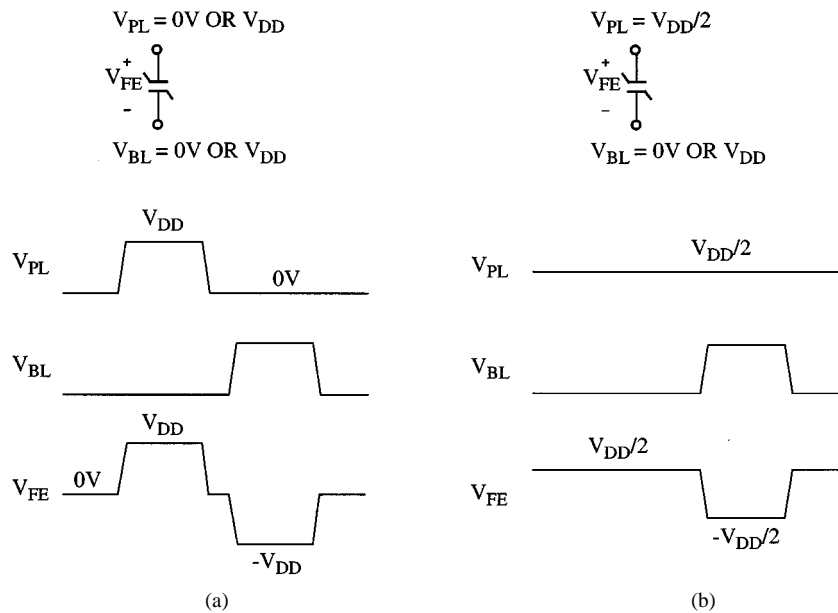 V_PL = 0V OR V_DD
+
V_FE
-
V_BL = 0V OR V_DD
V_DD
V_PL
0V
V_BL
V_DD
0V
V_FE
-V_DD
(a)
V_PL = V_DD/2
+
V_FE
-
V_BL = 0V OR V_DD
V_DD/2
V_PL
V_BL
V_DD/2
V_FE
-V_DD/2
(b)